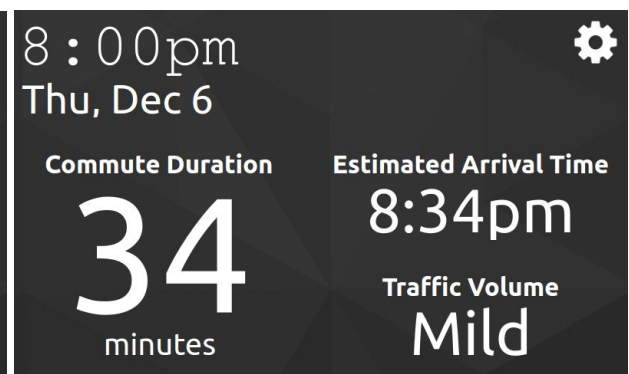 8:00pm
Thu, Dec 6
Commute Duration
34
minutes
Estimated Arrival Time
8:34pm
Traffic Volume
Mild